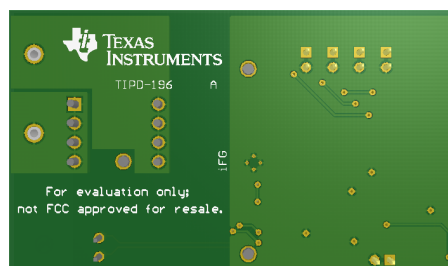 TEXAS
INSTRUMENTS
TIPD-196 A
iFG
For evaluation only;
not FCC approved for resale.